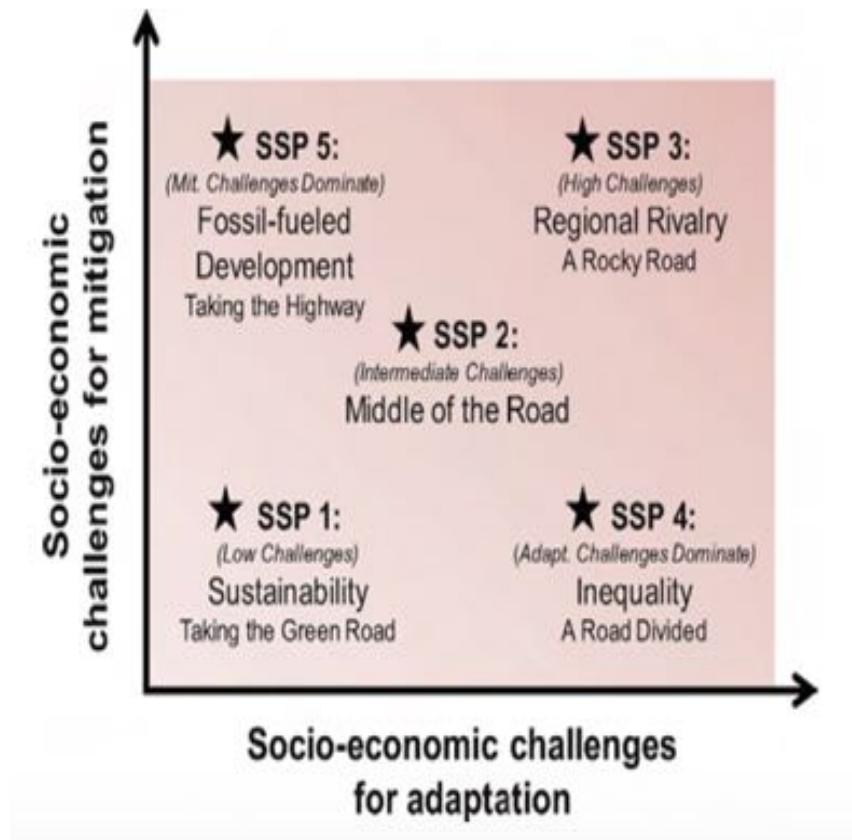 Socio-economic
challenges for mitigation
★ SSP 5:
(Mit. Challenges Dominate)
Fossil-fueled
Development
Taking the Highway
★ SSP 3:
(High Challenges)
Regional Rivalry
A Rocky Road
★ SSP 2:
(Intermediate Challenges)
Middle of the Road
★ SSP 1:
(Low Challenges)
Sustainability
Taking the Green Road
★ SSP 4:
(Adapt. Challenges Dominate)
Inequality
A Road Divided
Socio-economic challenges
for adaptation